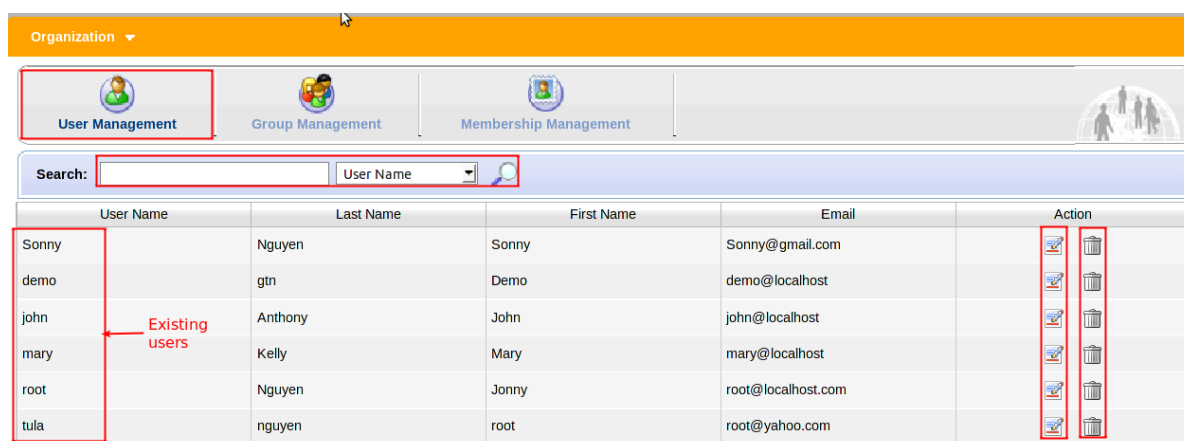 Organization
User Management Group Management Membership Management
Search: User Name
User Name Last Name First Name Email Action
Sonny Nguyen Sonny Sonny@gmail.com
demo gtn Demo demo@localhost
john Anthony John john@localhost
Existing
users
mary Kelly Mary mary@localhost
root Nguyen Jonny root@localhost.com
tula nguyen root root@yahoo.com